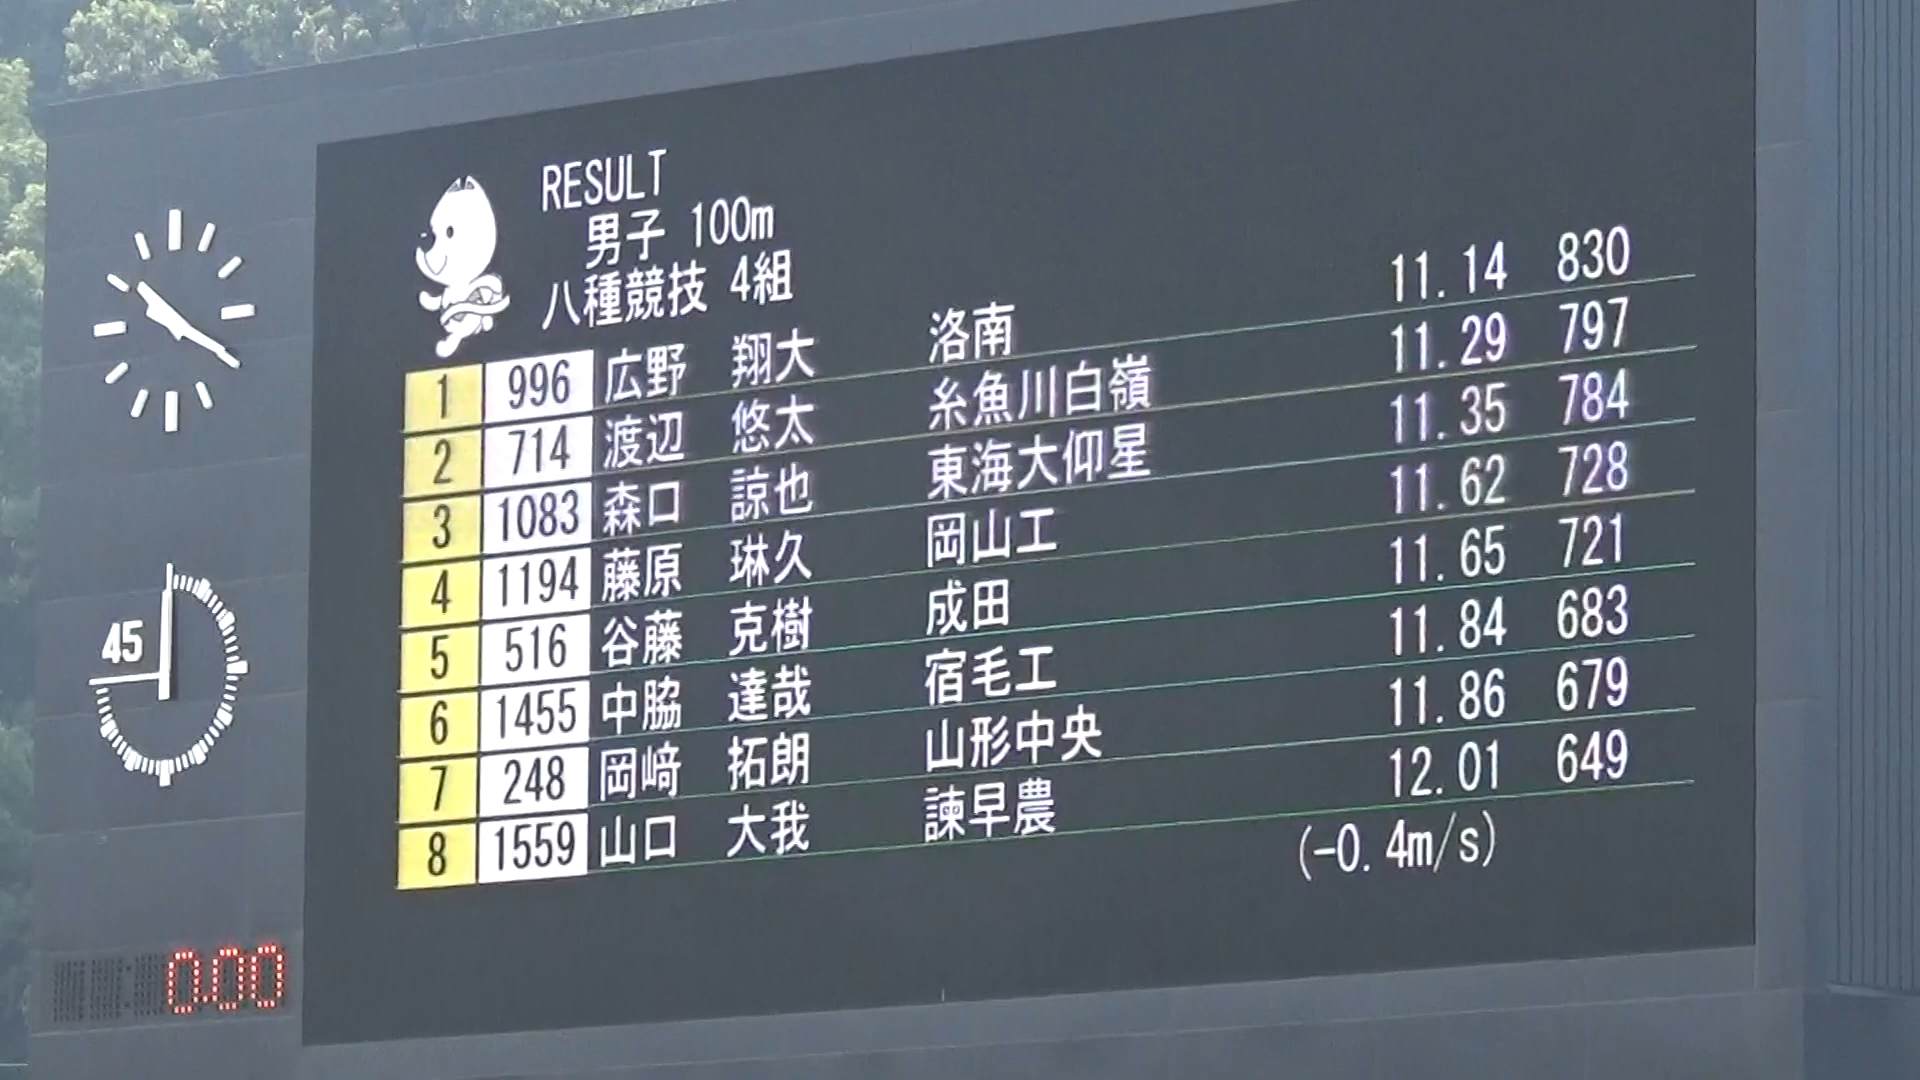 RESULT
男子 100m
八種競技 4組
1 996 広野 翔大 洛南 11.14 830
2 714 渡辺 悠太 糸魚川白嶺 11.29 797
3 1083 森口 諒也 東海大仰星 11.35 784
4 1194 藤原 琳久 岡山工 11.62 728
5 516 谷藤 克樹 成田 11.65 721
6 1455 中脇 達哉 宿毛工 11.84 683
7 248 岡﨑 拓朗 山形中央 11.86 679
8 1559 山口 大我 諫早農 12.01 649
(-0.4m/s)
45
0.00